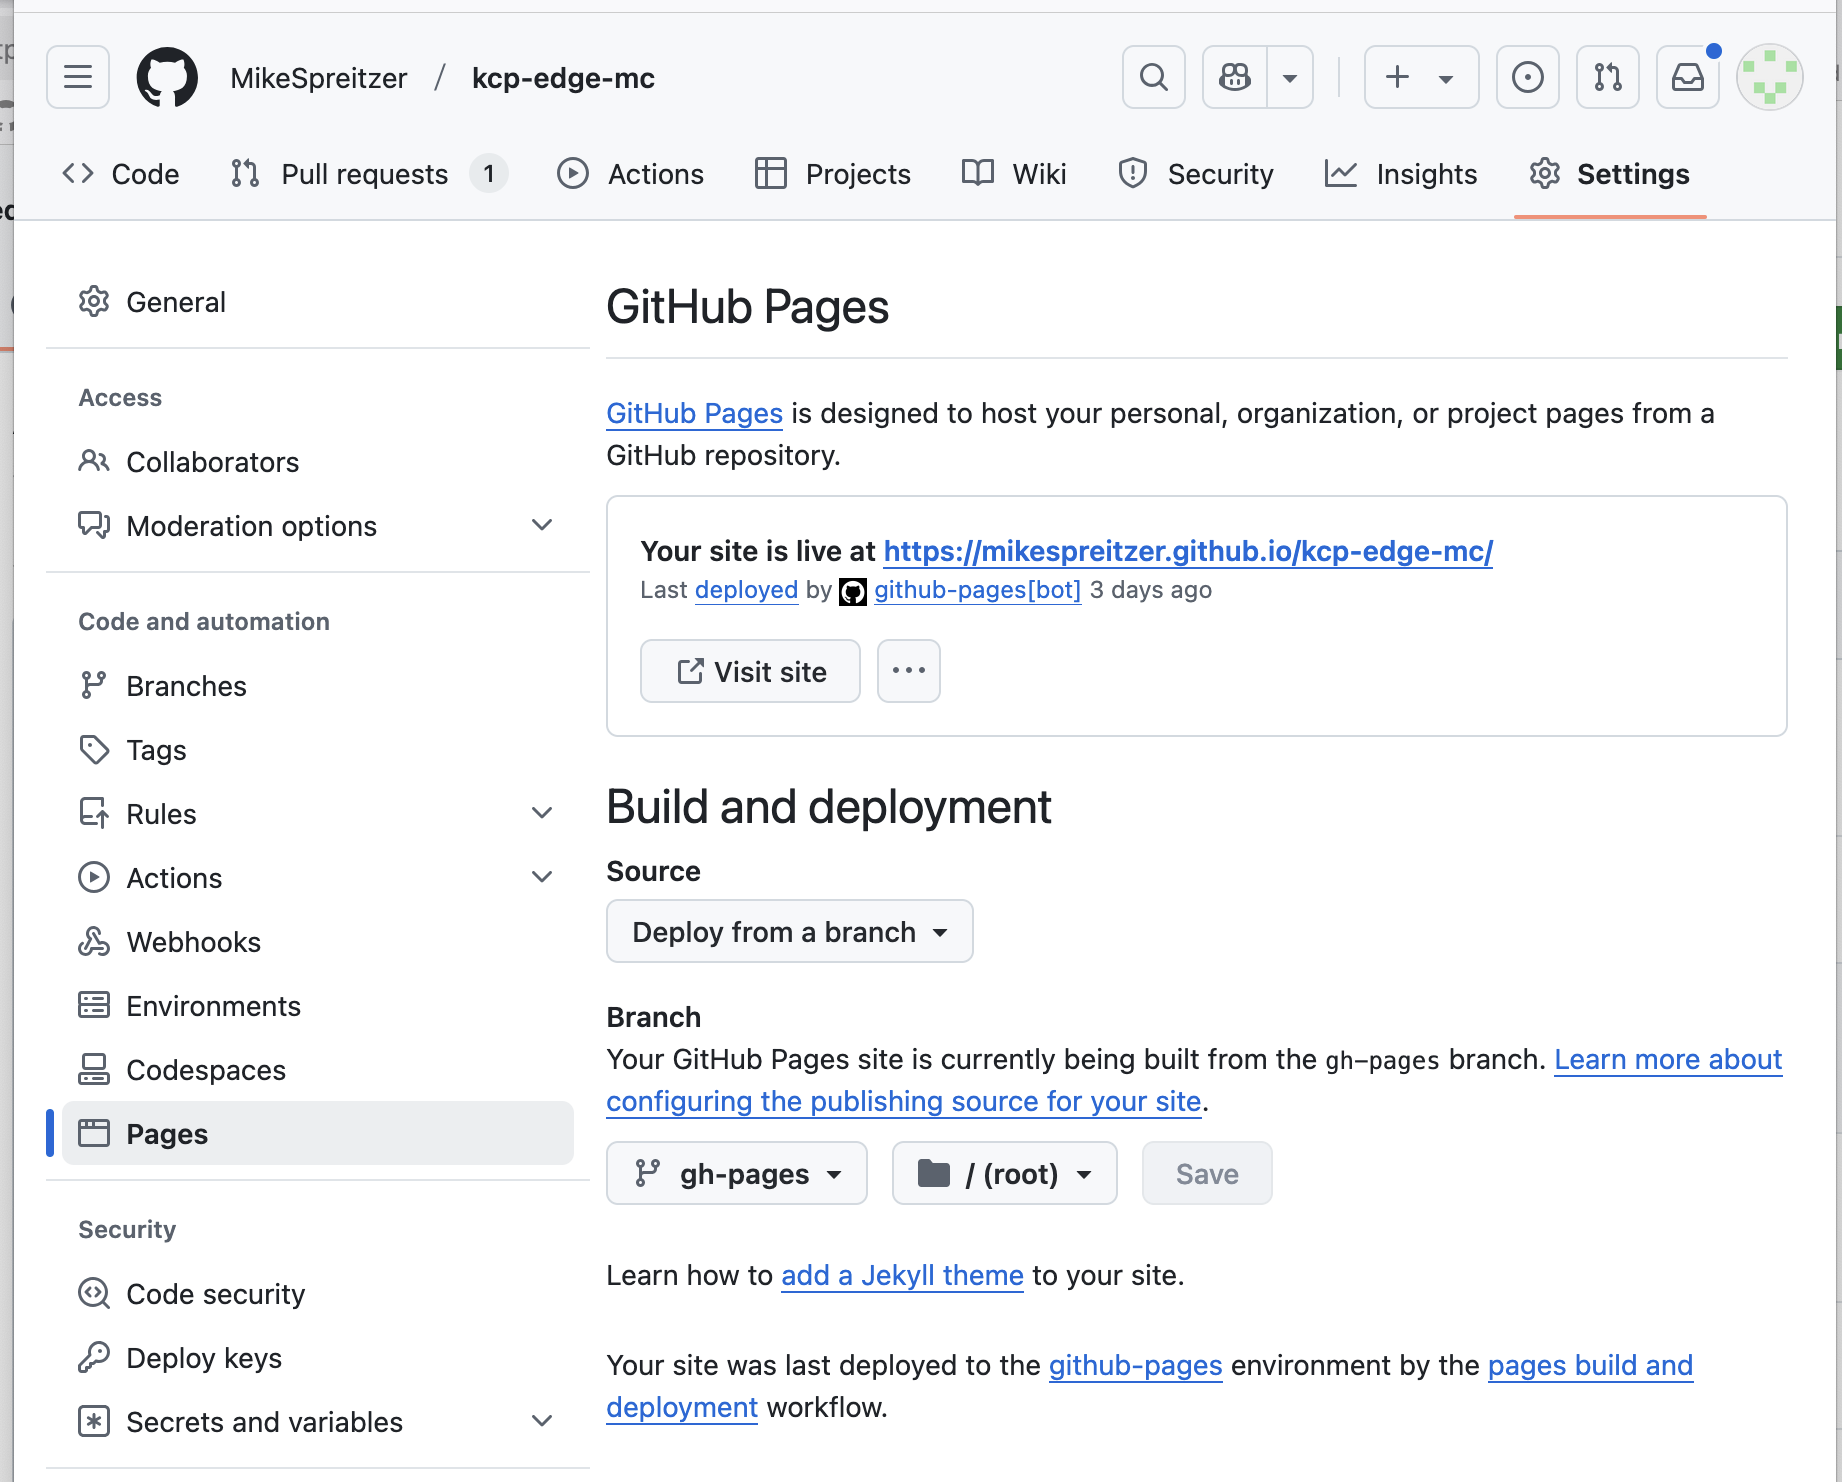 MikeSpreitzer / kcp-edge-mc
Code
Pull requests 1
Actions
Projects
Wiki
Security
Insights
Settings
General
Access
Collaborators
Moderation options
Code and automation
Branches
Tags
Rules
Actions
Webhooks
Environments
Codespaces
Pages
Security
Code security
Deploy keys
Secrets and variables
GitHub Pages
GitHub Pages is designed to host your personal, organization, or project pages from a
GitHub repository.
Your site is live at https://mikespreitzer.github.io/kcp-edge-mc/
Last deployed by github-pages[bot] 3 days ago
Visit site
Build and deployment
Source
Deploy from a branch
Branch
Your GitHub Pages site is currently being built from the gh-pages branch. Learn more about
configuring the publishing source for your site.
gh-pages
/ (root)
Save
Learn how to add a Jekyll theme to your site.
Your site was last deployed to the github-pages environment by the pages build and
deployment workflow.